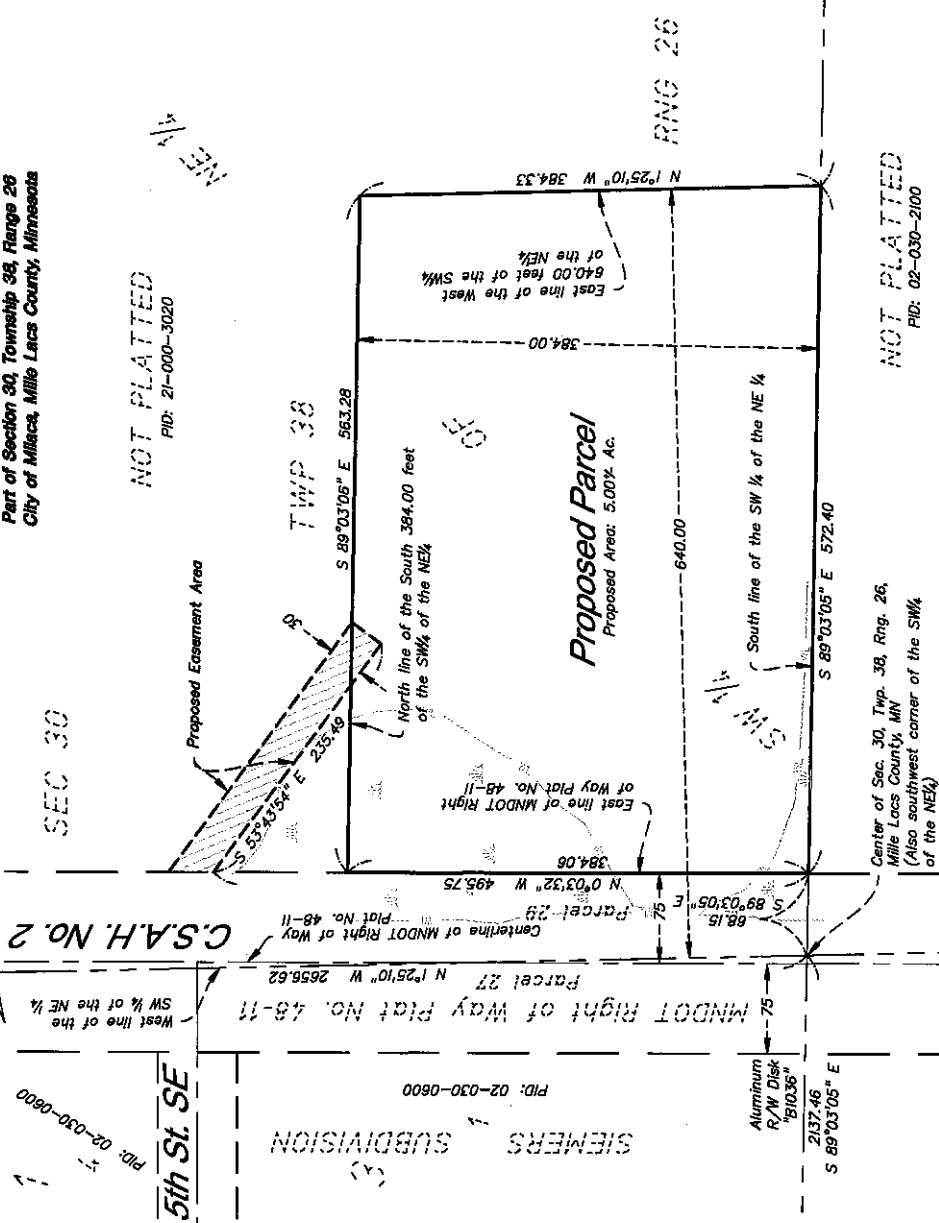 Part of Section 30, Township 38, Range 26
City of Milaca, Mille Lacs County, Minnesota
SEC 30
NOT PLATTED
PID: 21-000-3020
NE 1/4
TWP 38
RNG 26
Proposed Easement Area
30
S 53°43'54" E 235.49
S 89°03'06" E 563.28
North line of the South 384.00 feet
of the SW¼ of the NE¼
OF
N 1°25'10" W 384.33
East line of the West
640.00 feet of the SW¼
of the NE¼
384.00
Proposed Parcel
Proposed Area: 5.00± Ac.
640.00
SW 1/4
South line of the SW ¼ of the NE ¼
S 89°03'05" E 572.40
NOT PLATTED
PID: 02-030-2100
Center of Sec. 30, Twp. 38, Rng. 26,
Mille Lacs County, MN
(Also southwest corner of the SW¼
of the NE¼)
East line of MNDOT Right
of Way Plat No. 48-11
384.06
N 0°03'32" W 495.75
Parcel 29
75
68.15
S 89°03'05" E
C.S.A.H. No. 2
Centerline of MNDOT Right of Way
Plat No. 48-11
N 1°25'10" W 2656.62
Parcel 27
MNDOT Right of Way Plat No. 48-11
75
West line of the
SW ¼ of the NE ¼
5th St. SE
PID: 02-030-0600
1
PID: 02-030-0600
SIEMERS SUBDIVISION
1
Aluminum
R/W Disk
"B1036"
2137.46
S 89°03'05" E